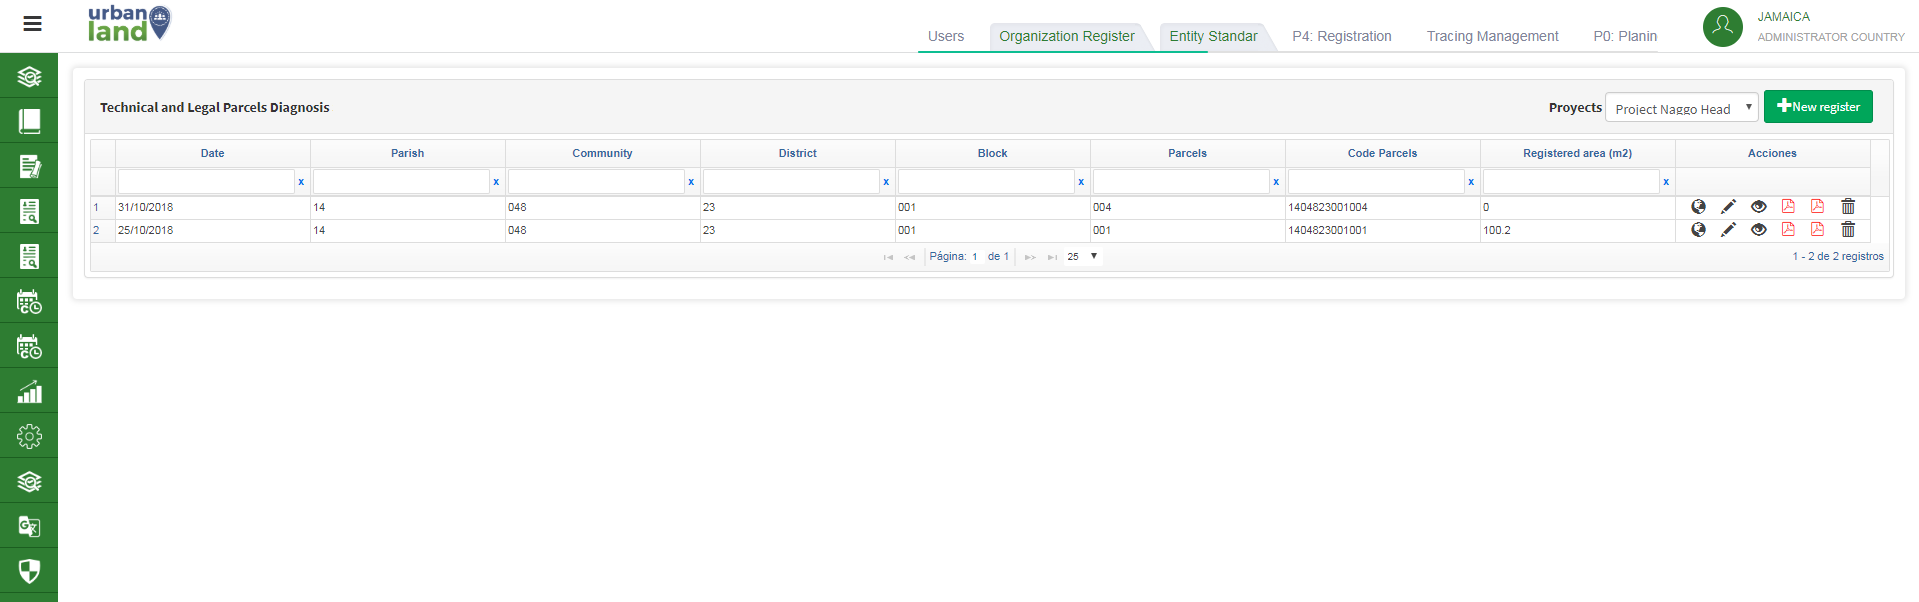 urban
land
Users Organization Register Entity Standar P4: Registration Tracing Management P0: Planin
JAMAICA
ADMINISTRATOR COUNTRY
Technical and Legal Parcels Diagnosis
Proyects Project Naggo Head ▼ New register
Date Parish Community District Block Parcels Code Parcels Registered area (m2) Acciones
x x x x x x x x
1 31/10/2018 14 048 23 001 004 1404823001004 0
2 25/10/2018 14 048 23 001 001 1404823001001 100.2
Página: 1 de 1 25 ▼ 1 - 2 de 2 registros